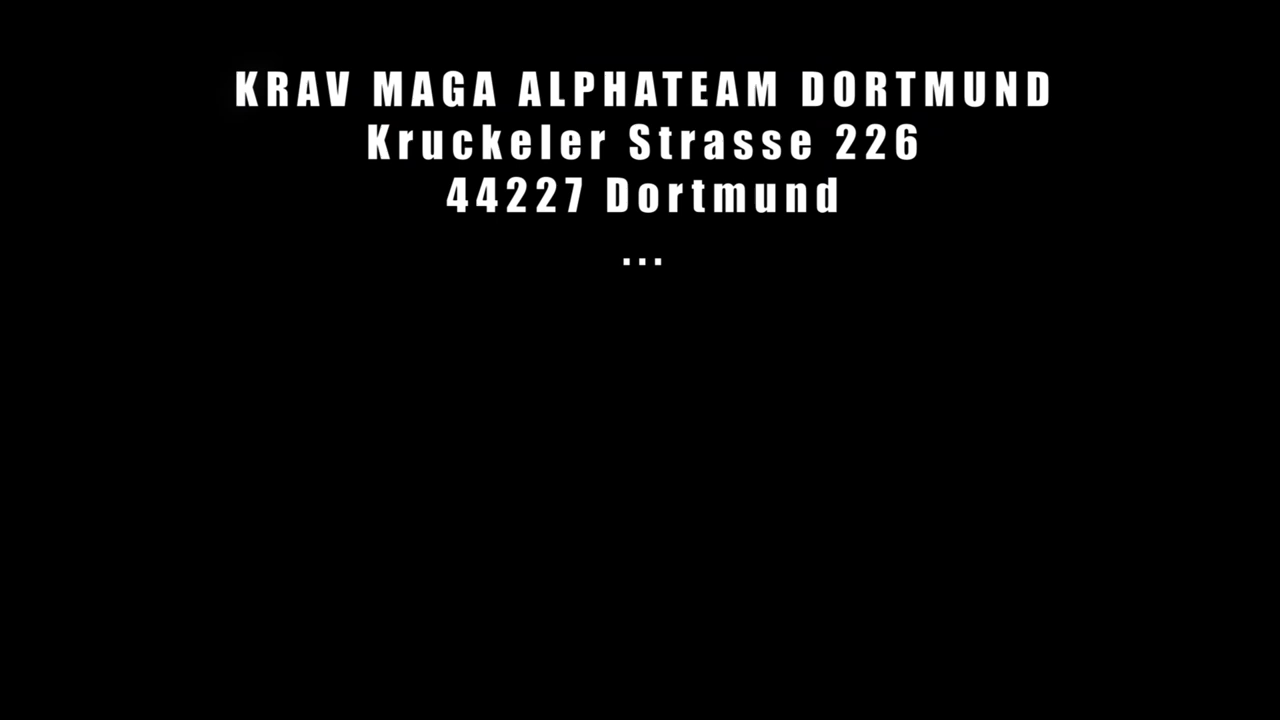 KRAV MAGA ALPHATEAM DORTMUND
Kruckeler Strasse 226
44227 Dortmund
...